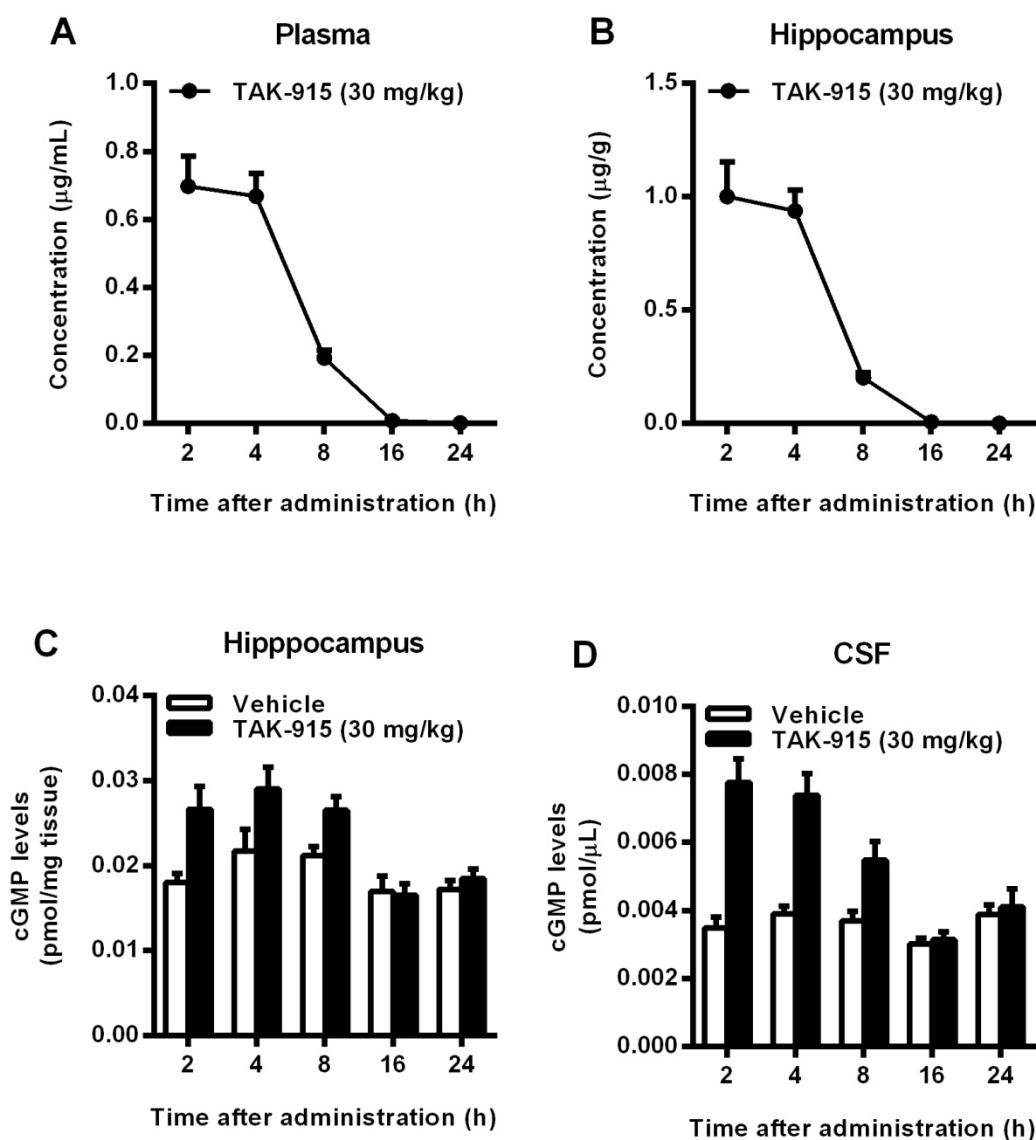 A
Plasma
TAK-915 (30 mg/kg)
Concentration (μg/mL)
1.0
0.8
0.6
0.4
0.2
0.0
2 4 8 16 24
Time after administration (h)
B
Hippocampus
TAK-915 (30 mg/kg)
Concentration (μg/g)
1.5
1.0
0.5
0.0
2 4 8 16 24
Time after administration (h)
C
Hipppocampus
Vehicle
TAK-915 (30 mg/kg)
cGMP levels
(pmol/mg tissue)
0.04
0.03
0.02
0.01
0.00
2 4 8 16 24
Time after administration (h)
D
CSF
Vehicle
TAK-915 (30 mg/kg)
cGMP levels
(pmol/μL)
0.010
0.008
0.006
0.004
0.002
0.000
2 4 8 16 24
Time after administration (h)